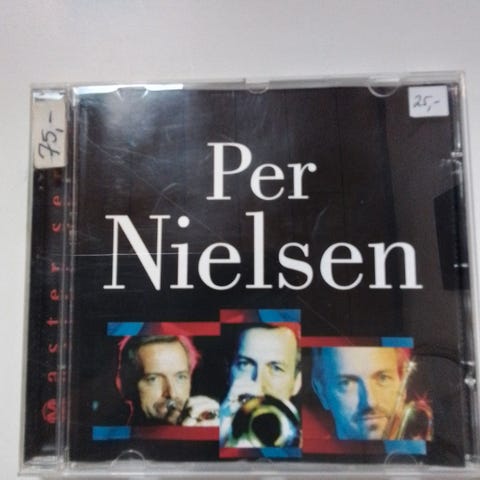 75,-
25,-
Per
Nielsen
Master series